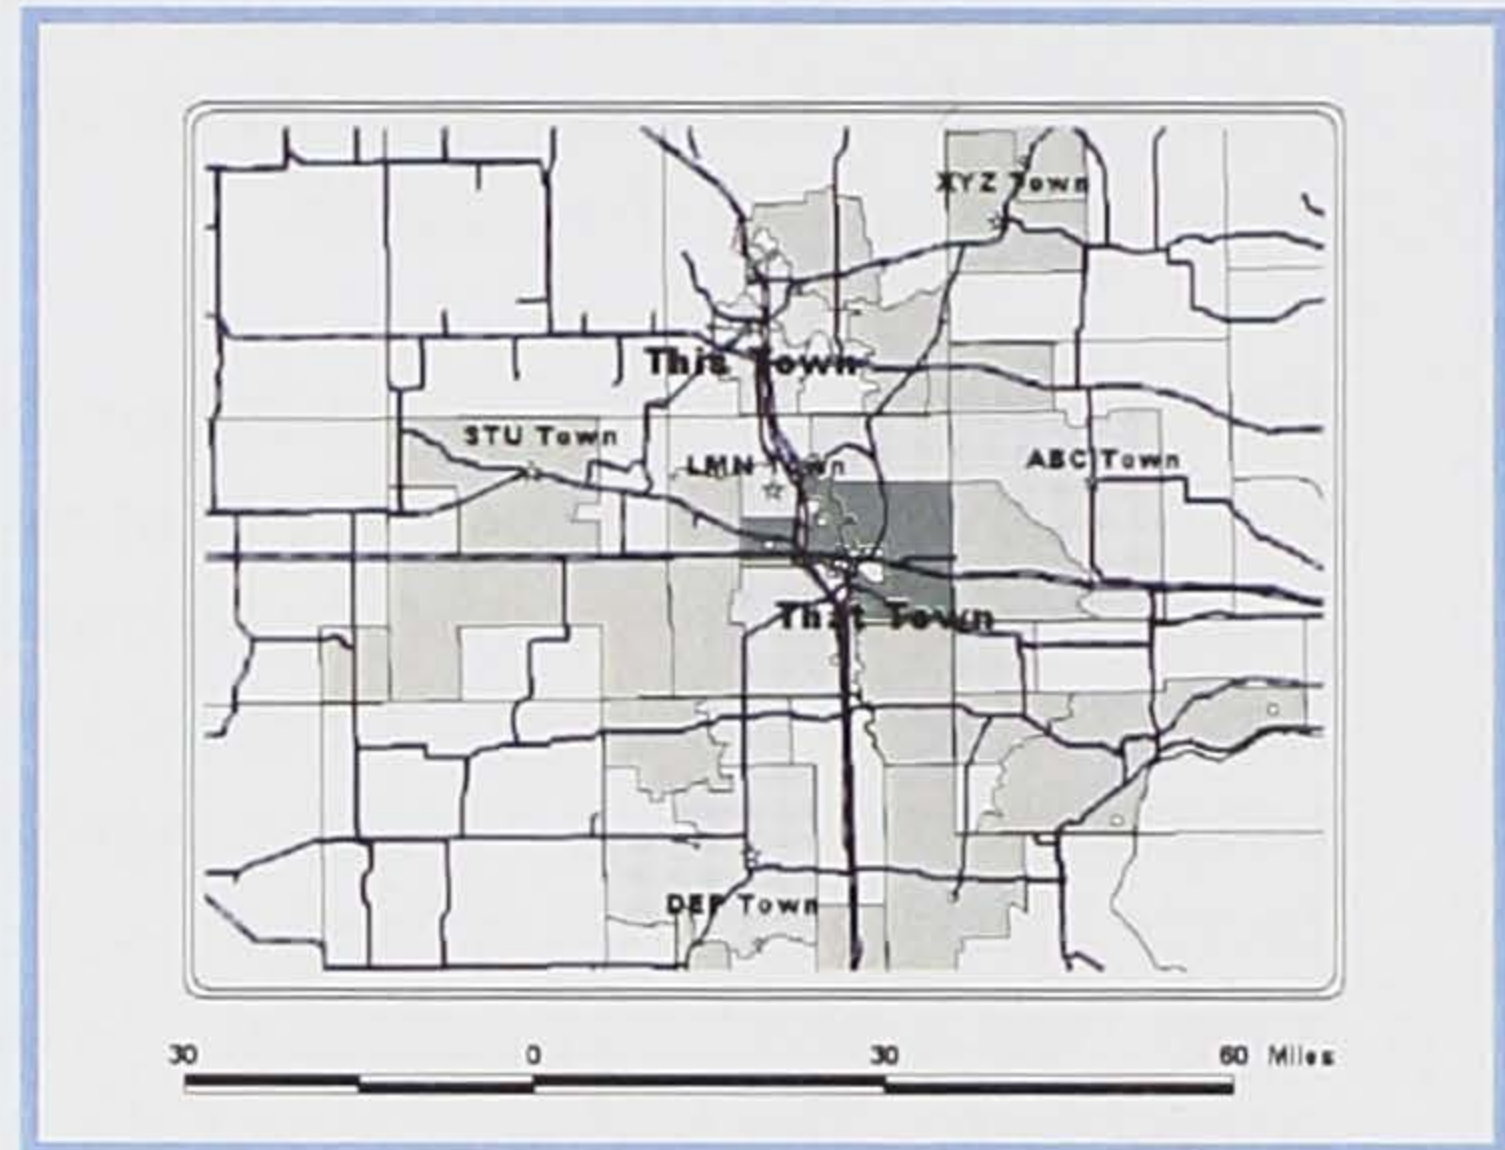 XYZ Town
This Town
STU Town
LMN Town
ABC Town
That Town
DEF Town
30 0 30 60 Miles